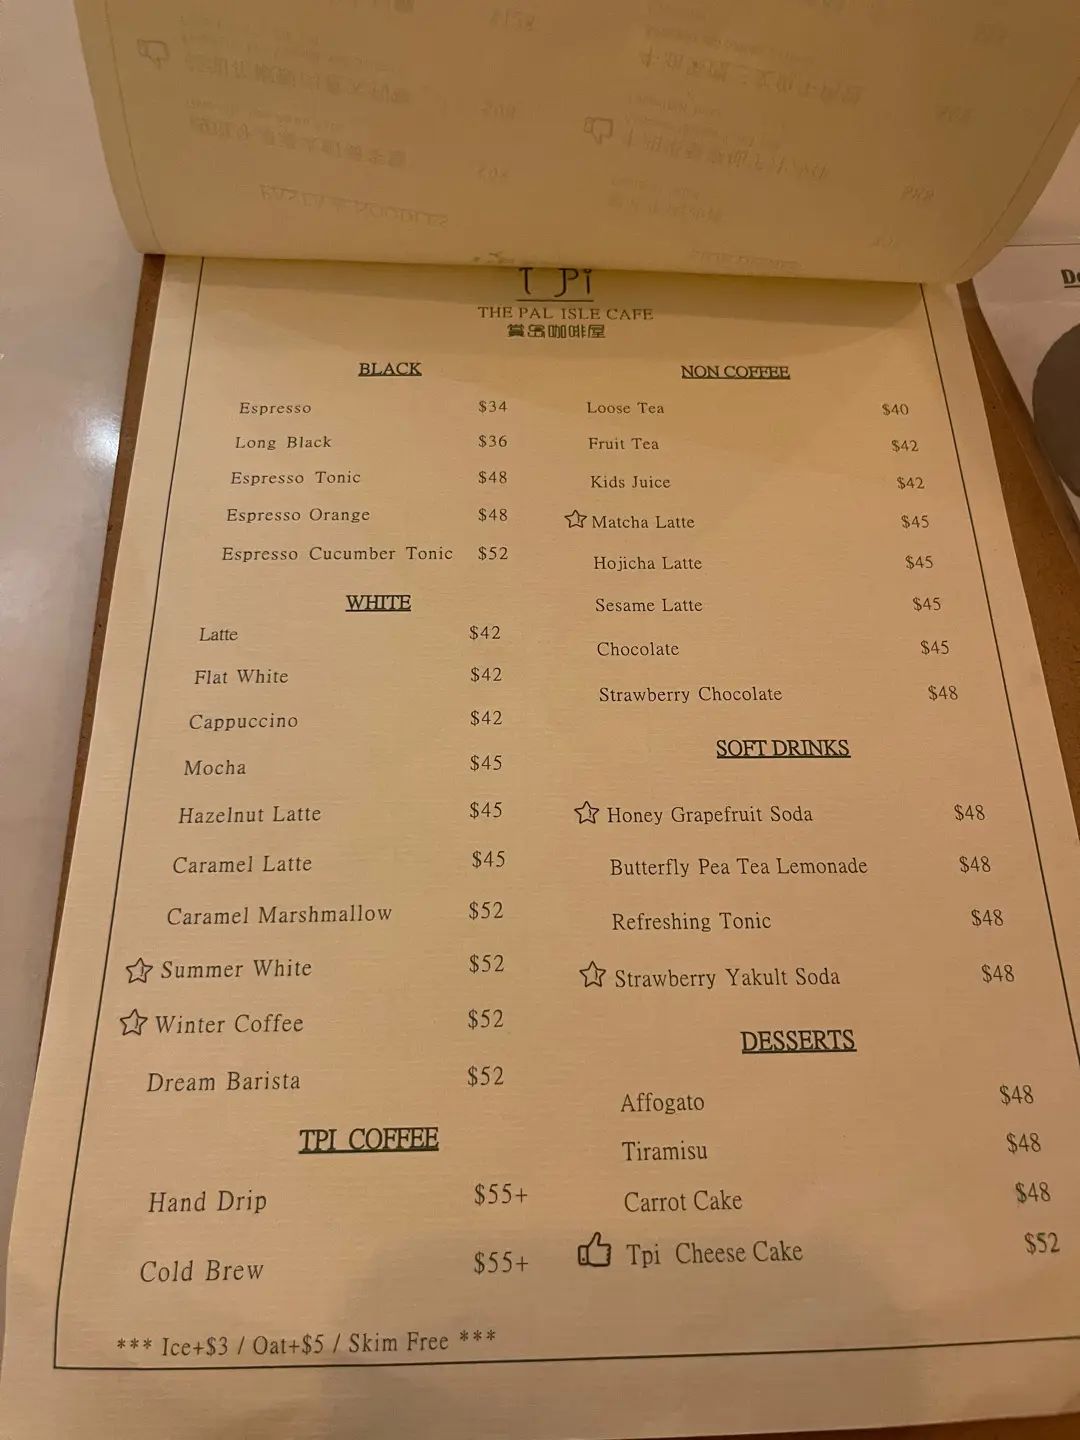 T Pi
THE PAL ISLE CAFE
BLACK
Espresso $34
Long Black $36
Espresso Tonic $48
Espresso Orange $48
Espresso Cucumber Tonic $52
WHITE
Latte $42
Flat White $42
Cappuccino $42
Mocha $45
Hazelnut Latte $45
Caramel Latte $45
Caramel Marshmallow $52
Summer White $52
Winter Coffee $52
Dream Barista $52
TPI COFFEE
Hand Drip $55+
Cold Brew $55+
*** Ice+$3 / Oat+$5 / Skim Free ***
NON COFFEE
Loose Tea $40
Fruit Tea $42
Kids Juice $42
Matcha Latte $45
Hojicha Latte $45
Sesame Latte $45
Chocolate $45
Strawberry Chocolate $48
SOFT DRINKS
Honey Grapefruit Soda $48
Butterfly Pea Tea Lemonade $48
Refreshing Tonic $48
Strawberry Yakult Soda $48
DESSERTS
Affogato $48
Tiramisu $48
Carrot Cake $48
Tpi Cheese Cake $52